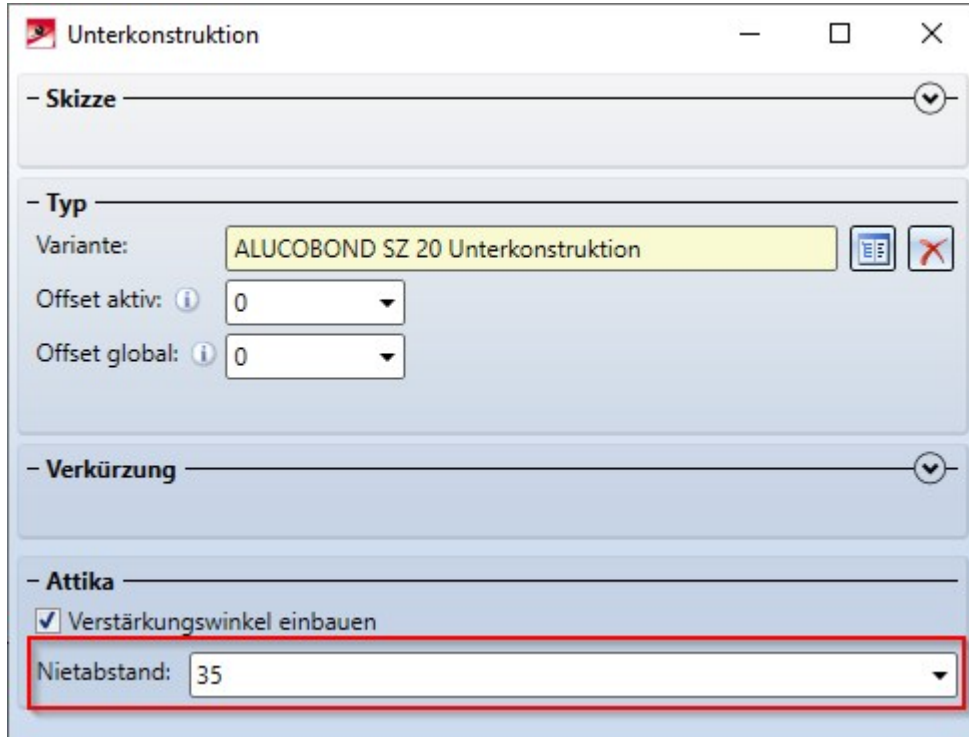 Unterkonstruktion
Skizze
Typ
Variante: ALUCOBOND SZ 20 Unterkonstruktion
Offset aktiv: 0
Offset global: 0
Verkürzung
Attika
Verstärkungswinkel einbauen
Nietabstand: 35